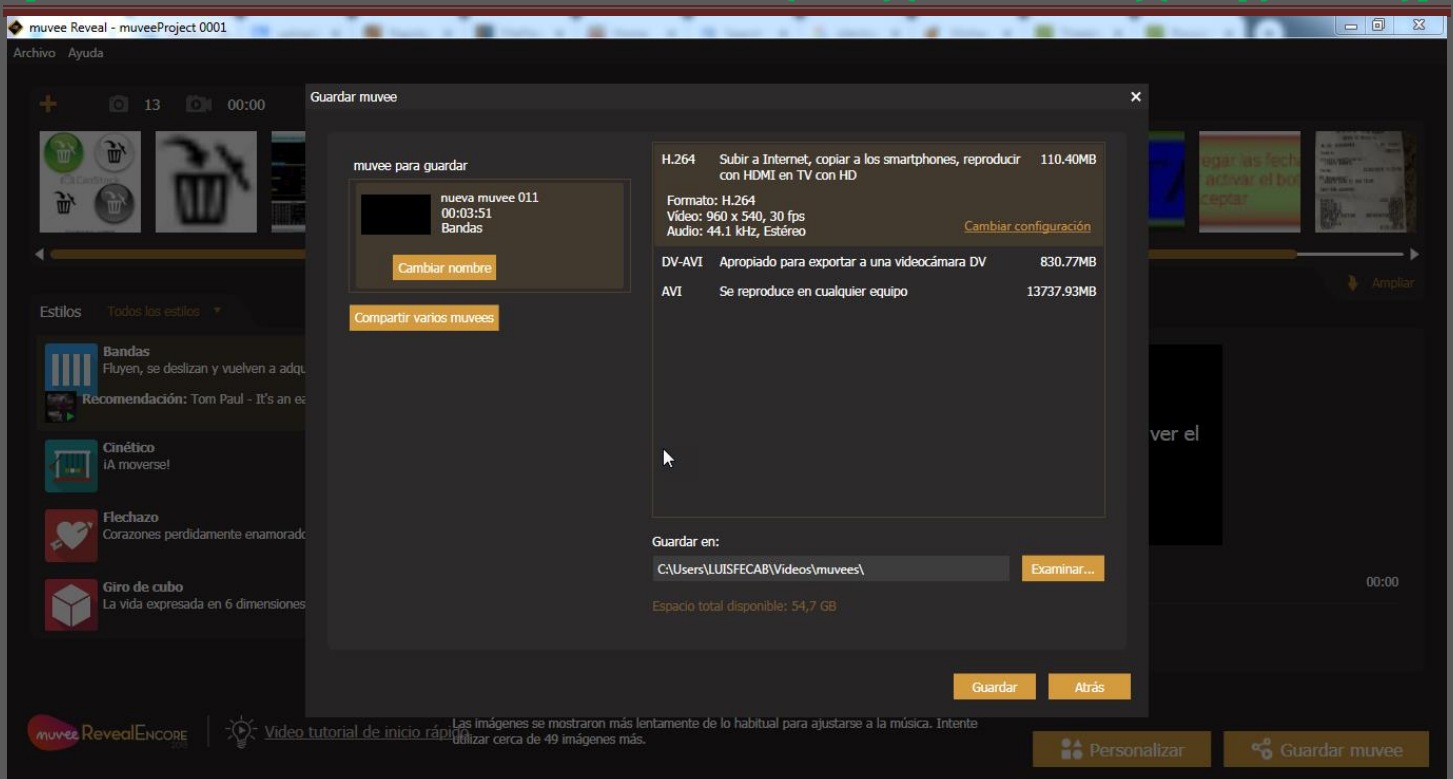 muvee Reveal - muveeProject 0001
Archivo Ayuda
13 00:00
Guardar muvee
muvee para guardar
nueva muvee 011
00:03:51
Bandas
Cambiar nombre
Compartir varios muvees
H.264 Subir a Internet, copiar a los smartphones, reproducir 110.40MB
con HDMI en TV con HD
Formato: H.264
Vídeo: 960 x 540, 30 fps
Audio: 44.1 kHz, Estéreo
Cambiar configuración
DV-AVI Apropiado para exportar a una videocámara DV 830.77MB
AVI Se reproduce en cualquier equipo 13737.93MB
egar las fech
activar el bot
ceptar
Ampliar
Estilos Todos los estilos
Bandas
Fluyen, se deslizan y vuelven a adqu
Recomendación: Tom Paul - It's an ea
Cinético
¡A moverse!
Flechazo
Corazones perdidamente enamorado
Giro de cubo
La vida expresada en 6 dimensiones
ver el
00:00
Guardar en:
C:\Users\LUISFECAB\Videos\muvees\
Examinar...
Espacio total disponible: 54,7 GB
Guardar Atrás
muvee RevealEncore
Video tutorial de inicio rápido
Las imágenes se mostraron más lentamente de lo habitual para ajustarse a la música. Intente
utilizar cerca de 49 imágenes más.
Personalizar
Guardar muvee